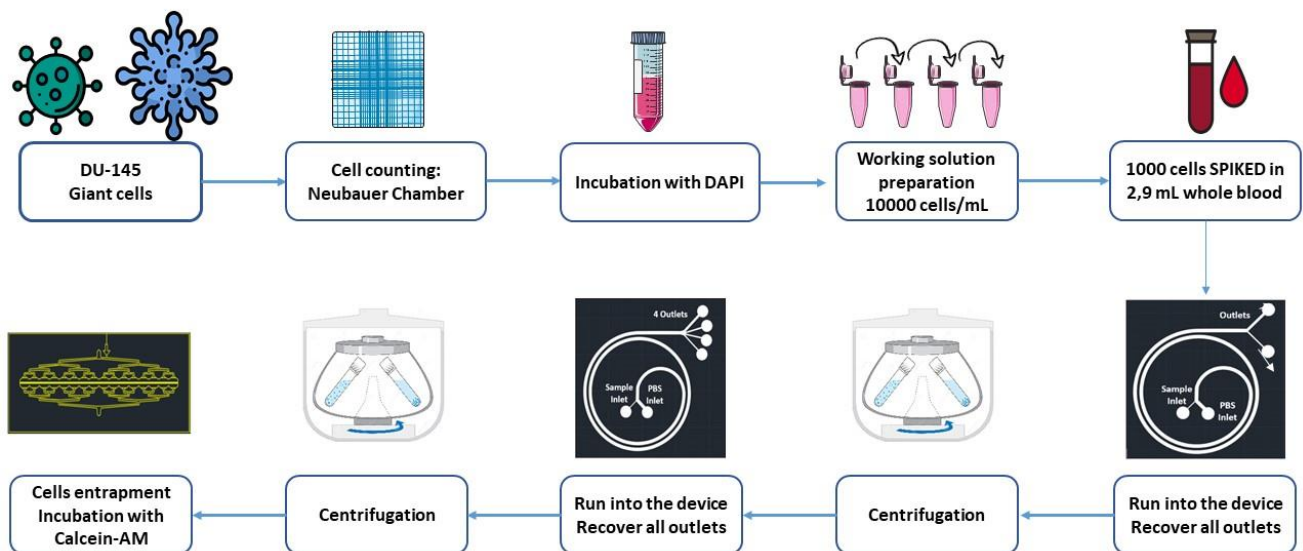 DU-145
Giant cells
Cell counting:
Neubauer Chamber
Incubation with DAPI
Working solution
preparation
10000 cells/mL
1000 cells SPIKED in
2,9 mL whole blood
4 Outlets
Sample
Inlet
PBS
Inlet
Outlets
Sample
Inlet
PBS
Inlet
Cells entrapment
Incubation with
Calcein-AM
Centrifugation
Run into the device
Recover all outlets
Centrifugation
Run into the device
Recover all outlets